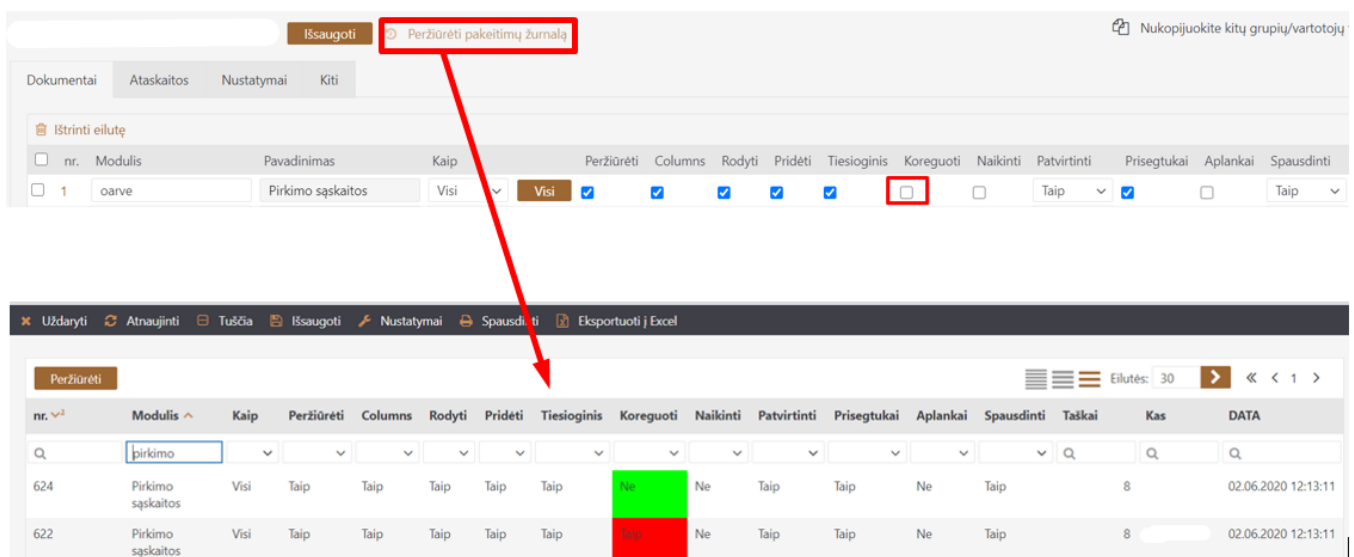 Išsaugoti Peržiūrėti pakeitimų žurnalą Nukopijuokite kitų grupių/vartotojų
Dokumentai Ataskaitos Nustatymai Kiti
Ištrinti eilutę
nr. Modulis Pavadinimas Kaip Peržiūrėti Columns Rodyti Pridėti Tiesioginis Koreguoti Naikinti Patvirtinti Prisegtukai Aplankai Spausdinti
1 oarve Pirkimo sąskaitos Visi Visi Taip Taip
Uždaryti Atnaujinti Tuščia Išsaugoti Nustatymai Spausdinti Eksportuoti į Excel
Peržiūrėti Eilutės: 30 « < 1 >
nr. 2 Modulis Kaip Peržiūrėti Columns Rodyti Pridėti Tiesioginis Koreguoti Naikinti Patvirtinti Prisegtukai Aplankai Spausdinti Taškai Kas DATA
pirkimo
624 Pirkimo Visi Taip Taip Taip Taip Taip Ne Ne Taip Taip Ne Taip 8 02.06.2020 12:13:11
sąskaitos
622 Pirkimo Visi Taip Taip Taip Taip Taip Taip Ne Taip Taip Ne Taip 8 02.06.2020 12:13:11
sąskaitos